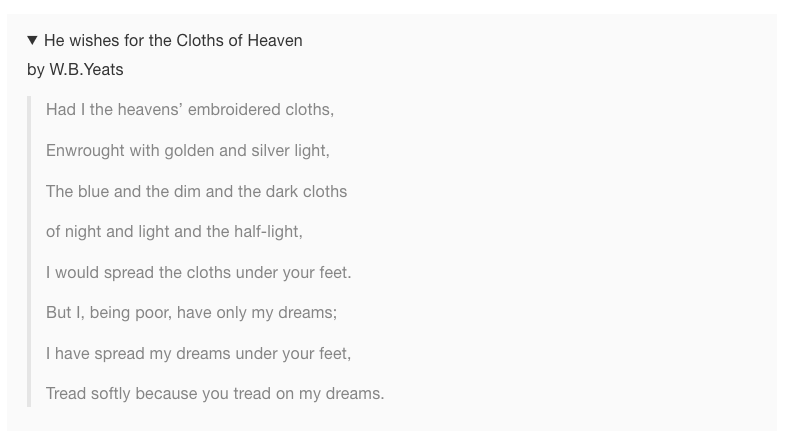 ▼ He wishes for the Cloths of Heaven
by W.B.Yeats
Had I the heavens’ embroidered cloths,
Enwrought with golden and silver light,
The blue and the dim and the dark cloths
of night and light and the half-light,
I would spread the cloths under your feet.
But I, being poor, have only my dreams;
I have spread my dreams under your feet,
Tread softly because you tread on my dreams.